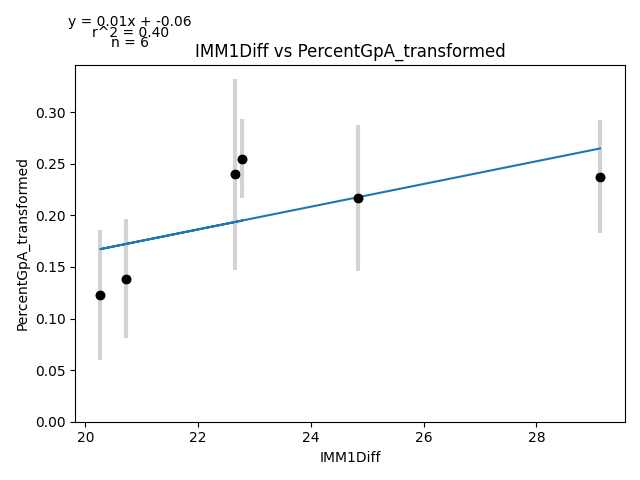 y = 0.01x + -0.06
r^2 = 0.40
n = 6
IMM1Diff vs PercentGpA_transformed
PercentGpA_transformed
0.30
0.25
0.20
0.15
0.10
0.05
0.00
20 22 24 26 28
IMM1Diff